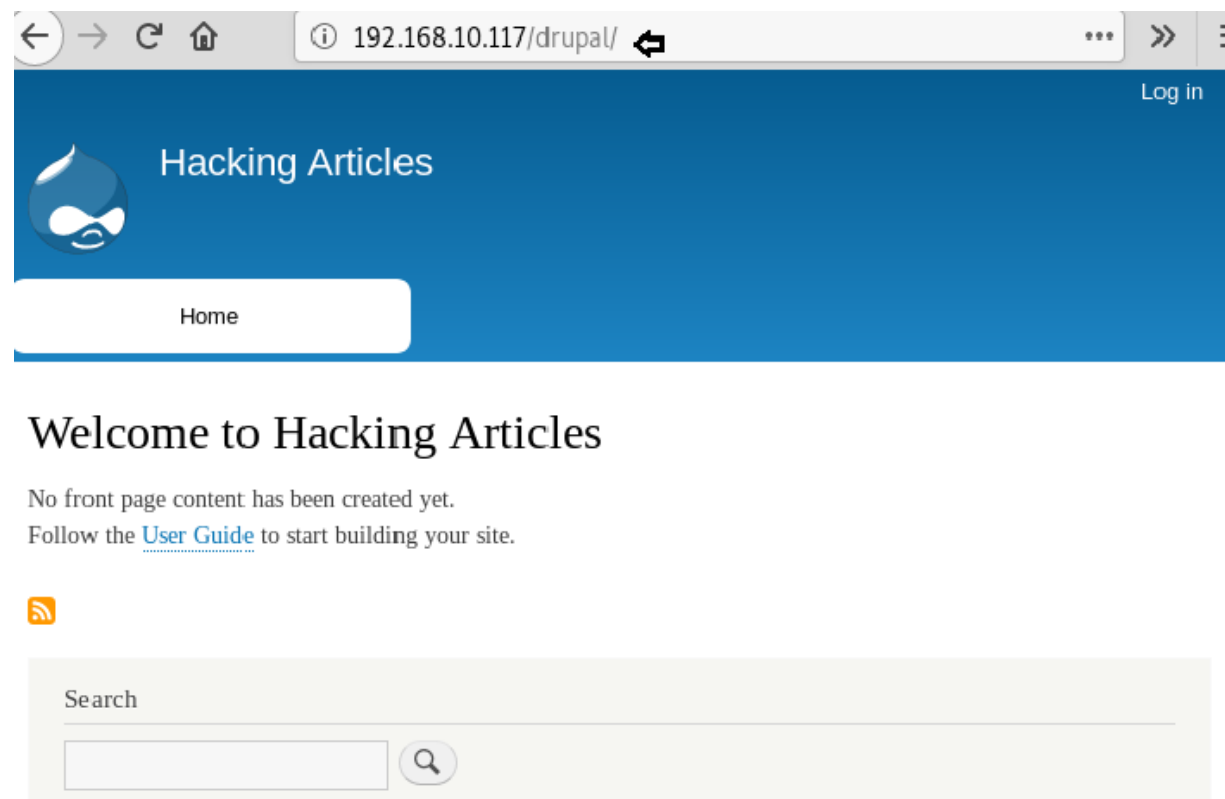 192.168.10.117/drupal/
Log in
Hacking Articles
Home
Welcome to Hacking Articles
No front page content has been created yet.
Follow the User Guide to start building your site.
Search